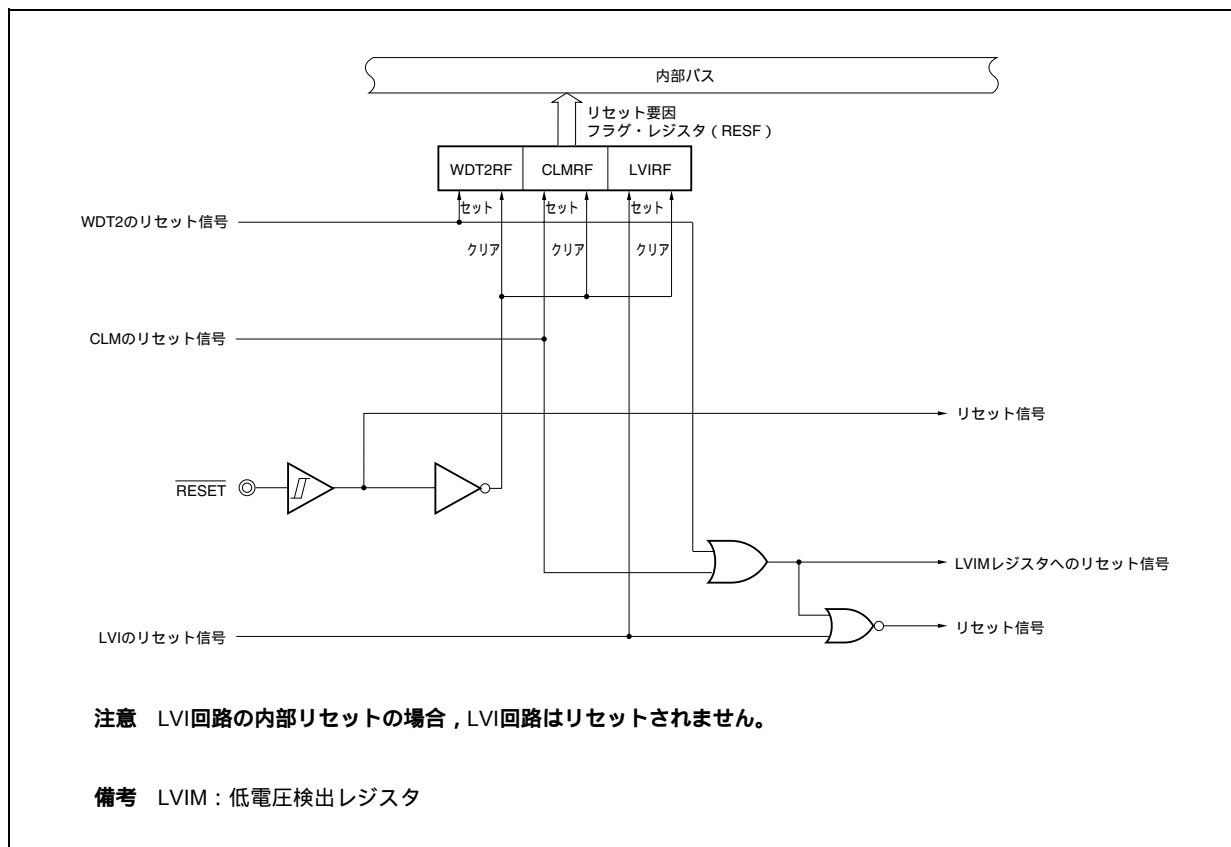 内部バス
リセット要因
フラグ・レジスタ（RESF）
WDT2RF CLMRF LVIRF
セット セット セット
WDT2のリセット信号
クリア クリア クリア
CLMのリセット信号
リセット信号
RESET
LVIMレジスタへのリセット信号
LVIのリセット信号
リセット信号
注意 LVI回路の内部リセットの場合，LVI回路はリセットされません。
備考 LVIM：低電圧検出レジスタ